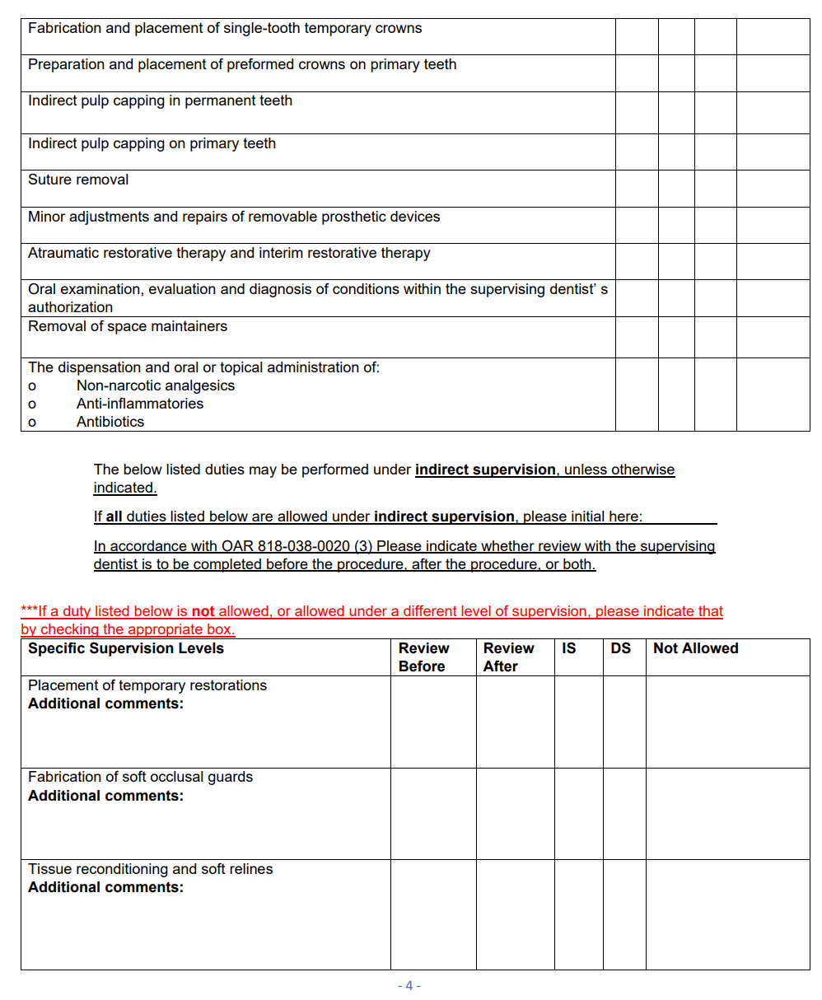 Fabrication and placement of single-tooth temporary crowns
Preparation and placement of preformed crowns on primary teeth
Indirect pulp capping in permanent teeth
Indirect pulp capping on primary teeth
Suture removal
Minor adjustments and repairs of removable prosthetic devices
Atraumatic restorative therapy and interim restorative therapy
Oral examination, evaluation and diagnosis of conditions within the supervising dentist’ s
authorization
Removal of space maintainers
The dispensation and oral or topical administration of:
o Non-narcotic analgesics
o Anti-inflammatories
o Antibiotics
The below listed duties may be performed under indirect supervision, unless otherwise
indicated.
If all duties listed below are allowed under indirect supervision, please initial here:
In accordance with OAR 818-038-0020 (3) Please indicate whether review with the supervising
dentist is to be completed before the procedure, after the procedure, or both.
***If a duty listed below is not allowed, or allowed under a different level of supervision, please indicate that
by checking the appropriate box.
Specific Supervision Levels Review Before Review After IS DS Not Allowed
Placement of temporary restorations
Additional comments:
Fabrication of soft occlusal guards
Additional comments:
Tissue reconditioning and soft relines
Additional comments:
- 4 -